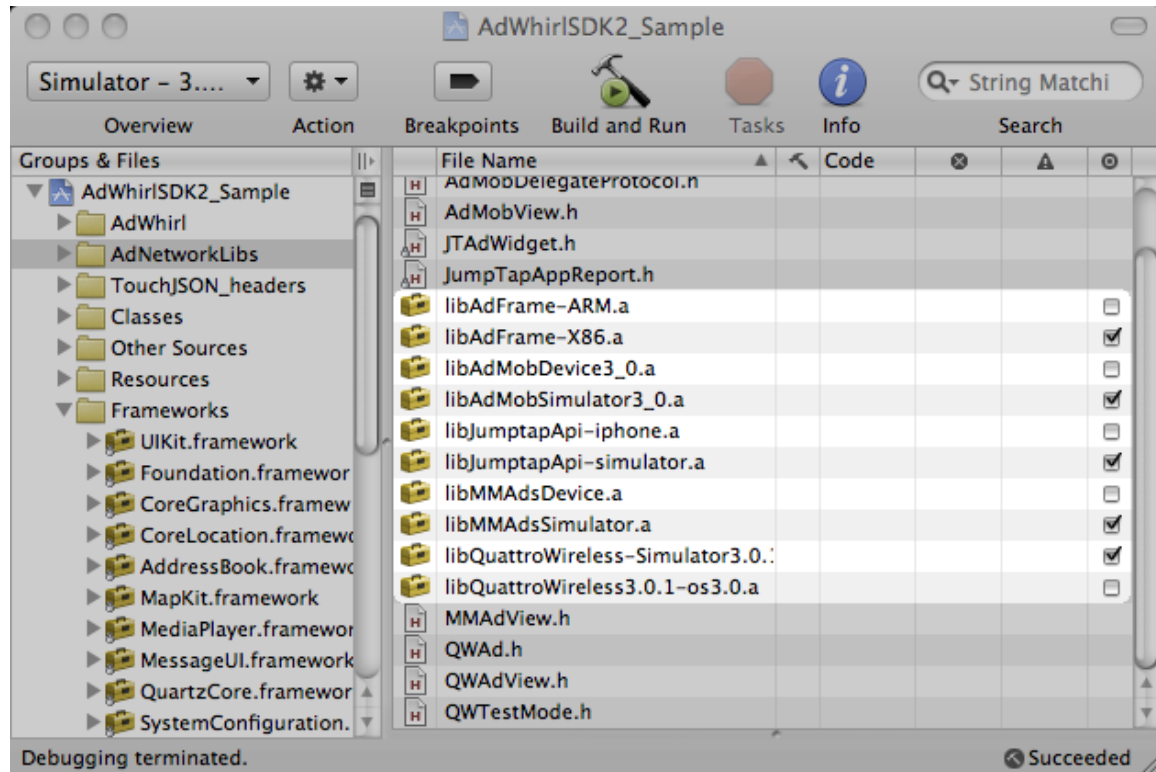 AdWhirlSDK2_Sample
Simulator – 3....
String Matchi
Overview
Action
Breakpoints
Build and Run
Tasks
Info
Search
Groups & Files
AdWhirlSDK2_Sample
AdWhirl
AdNetworkLibs
TouchJSON_headers
Classes
Other Sources
Resources
Frameworks
UIKit.framework
Foundation.framewor
CoreGraphics.framew
CoreLocation.framewo
AddressBook.framewo
MapKit.framework
MediaPlayer.framewor
MessageUI.framework
QuartzCore.framewor
SystemConfiguration.
File Name
Code
AdMobDelegateProtocol.h
AdMobView.h
JTAdWidget.h
JumpTapAppReport.h
libAdFrame-ARM.a
libAdFrame-X86.a
libAdMobDevice3_0.a
libAdMobSimulator3_0.a
libJumptapApi-iphone.a
libJumptapApi-simulator.a
libMMAdsDevice.a
libMMAdsSimulator.a
libQuattroWireless-Simulator3.0.1
libQuattroWireless3.0.1-os3.0.a
MMAdView.h
QWAd.h
QWAdView.h
QWTestMode.h
Debugging terminated.
Succeeded